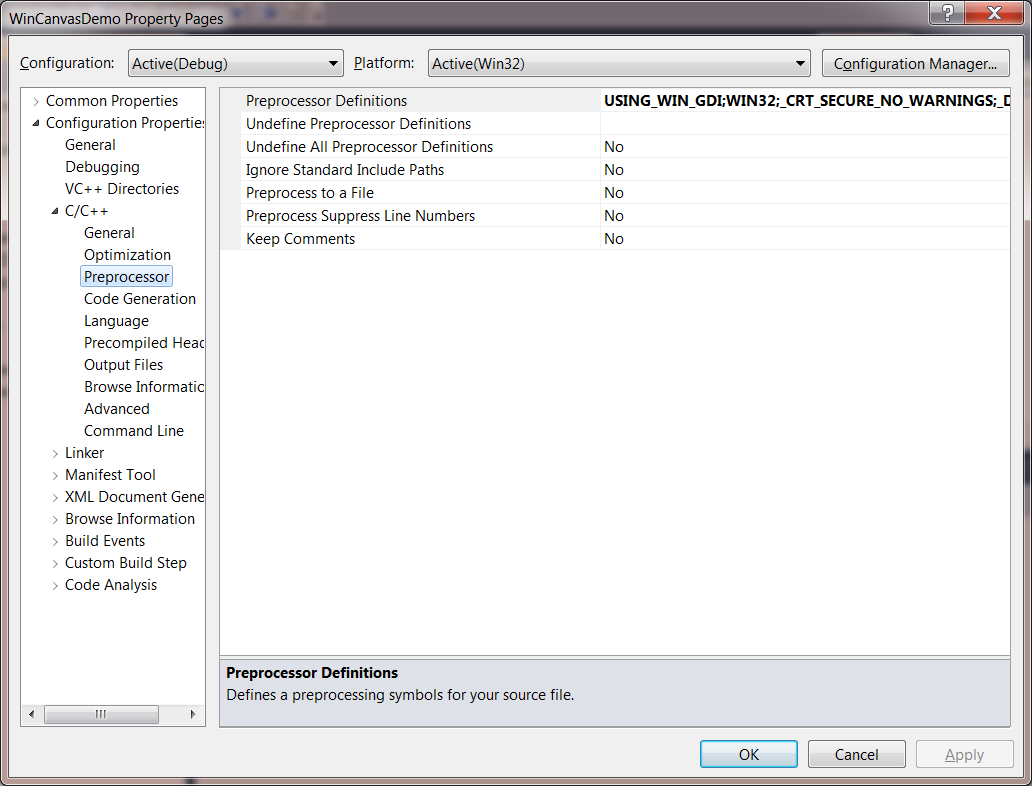 WinCanvasDemo Property Pages
Configuration: Active(Debug) Platform: Active(Win32) Configuration Manager...
Common Properties
Configuration Propertie
General
Debugging
VC++ Directories
C/C++
General
Optimization
Preprocessor
Code Generation
Language
Precompiled Head
Output Files
Browse Informatic
Advanced
Command Line
Linker
Manifest Tool
XML Document Gene
Browse Information
Build Events
Custom Build Step
Code Analysis
Preprocessor Definitions USING_WIN_GDI;WIN32;_CRT_SECURE_NO_WARNINGS;_D
Undefine Preprocessor Definitions
Undefine All Preprocessor Definitions No
Ignore Standard Include Paths No
Preprocess to a File No
Preprocess Suppress Line Numbers No
Keep Comments No
Preprocessor Definitions
Defines a preprocessing symbols for your source file.
OK Cancel Apply